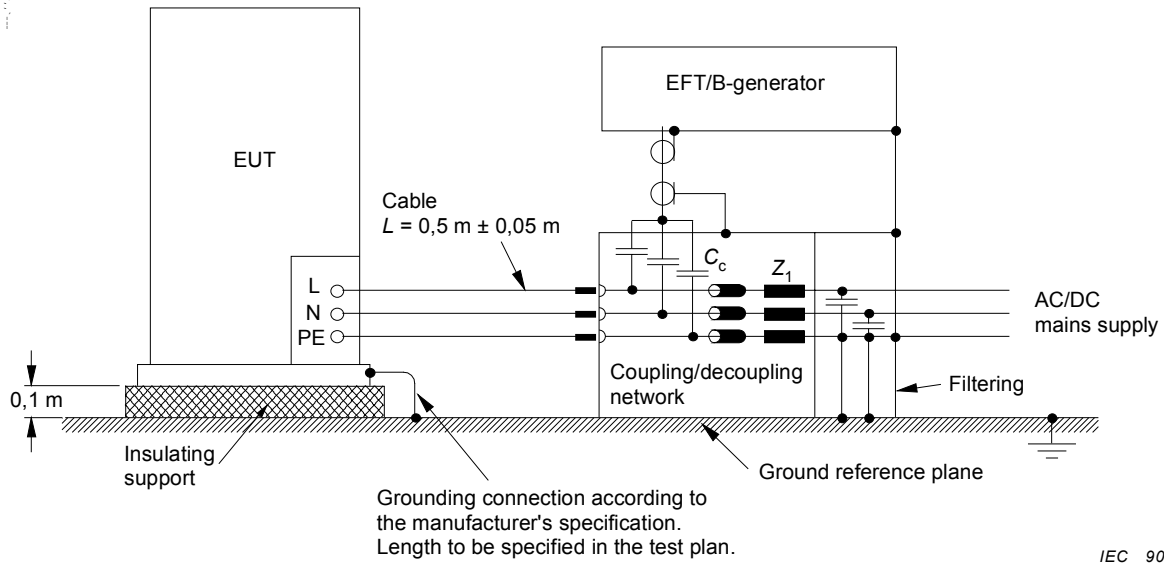 EFT/B-generator
EUT
Cable
L = 0,5 m ± 0,05 m
C_c
Z_1
L
N
PE
AC/DC
mains supply
Coupling/decoupling
network
Filtering
0,1 m
Insulating
support
Ground reference plane
Grounding connection according to
the manufacturer's specification.
Length to be specified in the test plan.
IEC 90